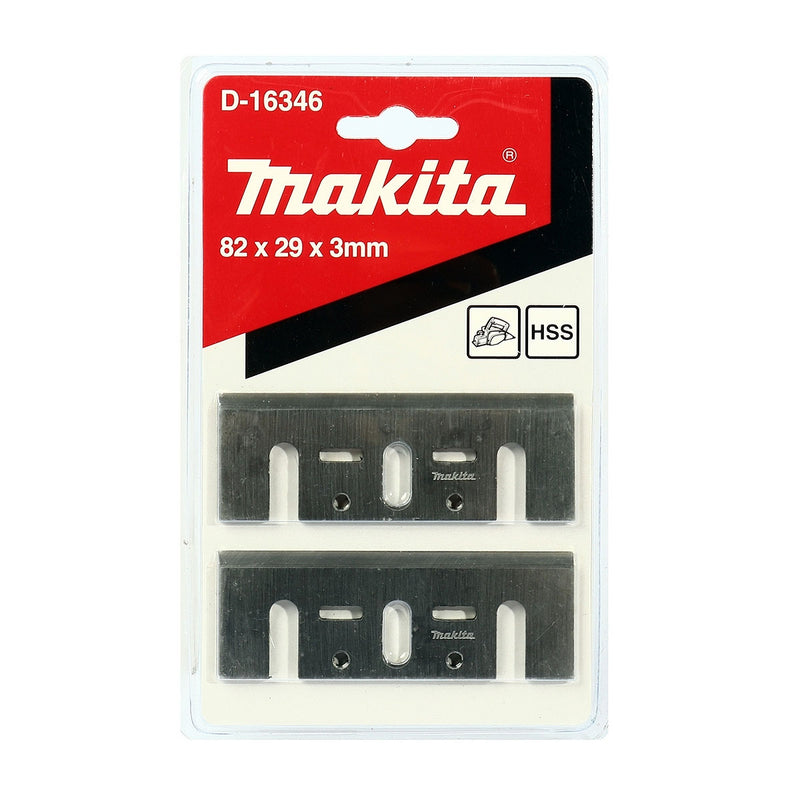 D-16346
makita®
82 x 29 x 3mm
HSS
makita
makita